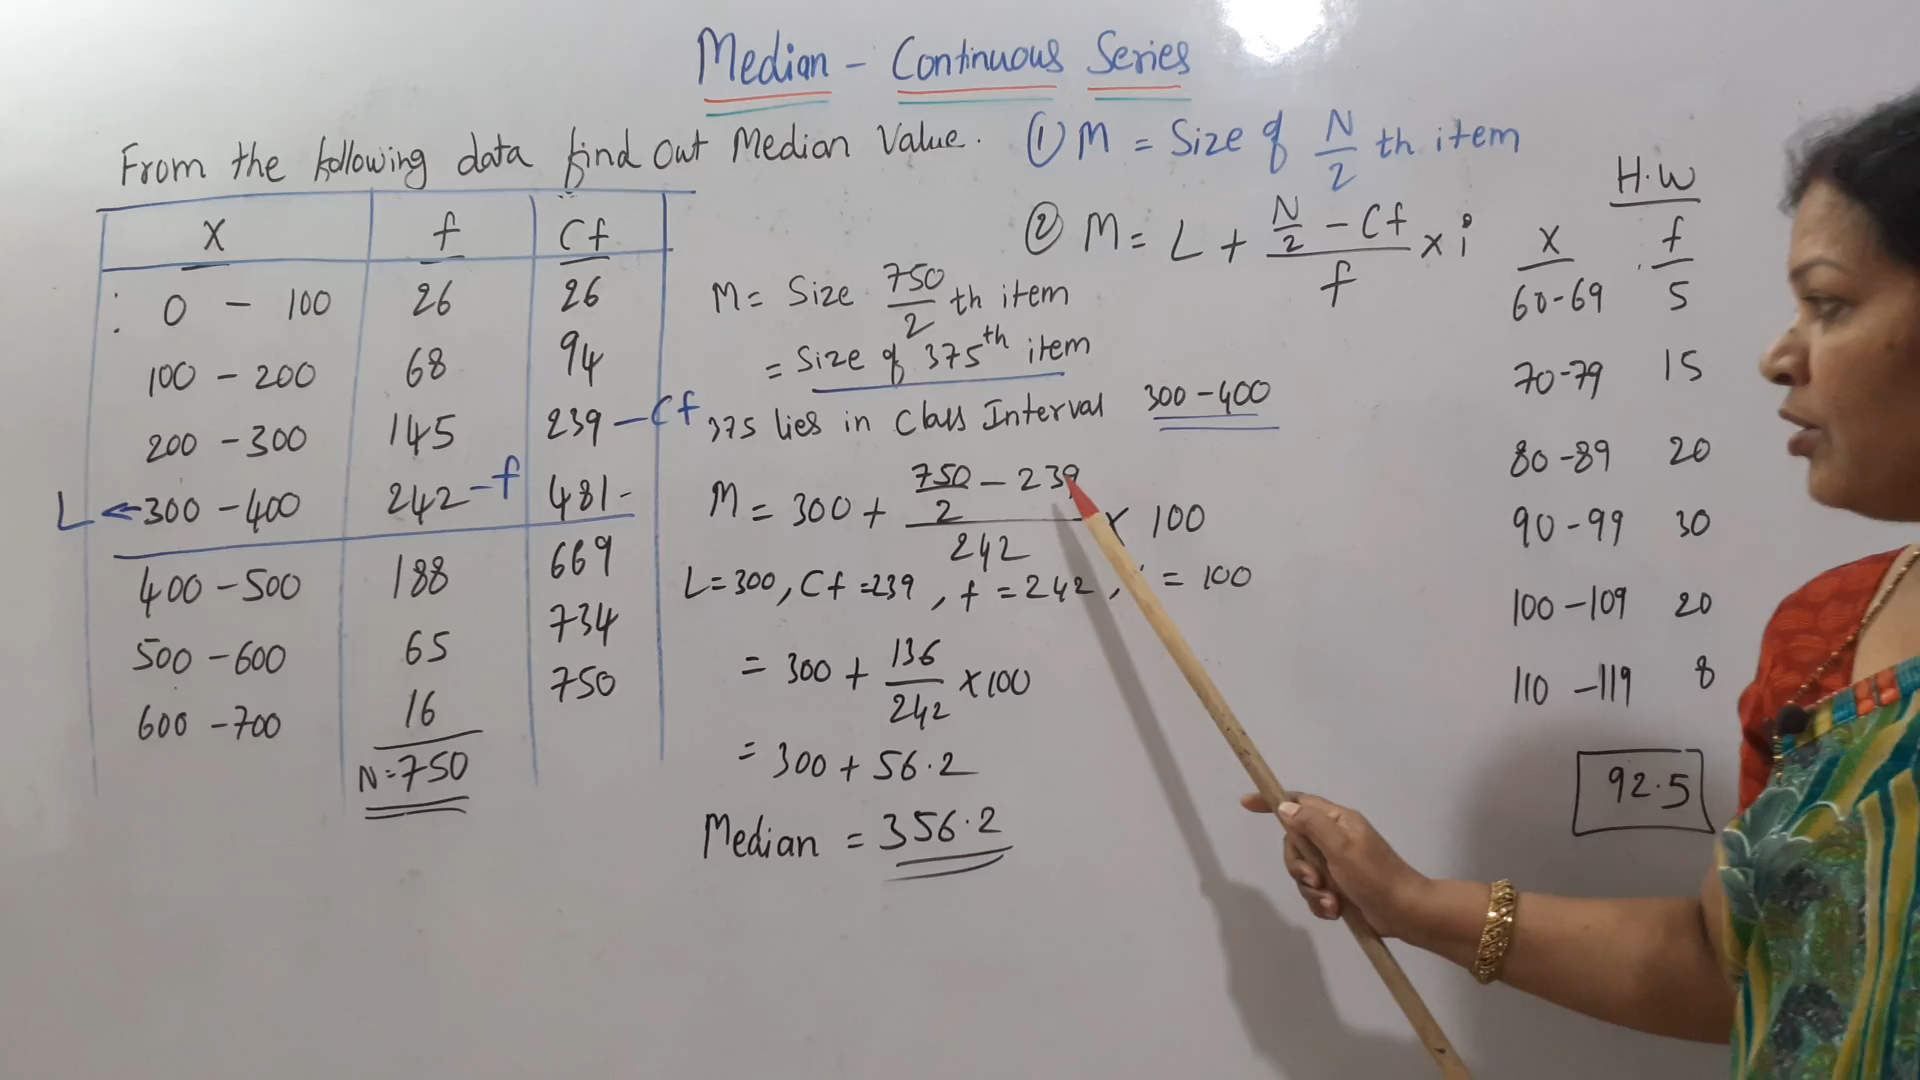 Median - Continuous Series
From the following data find out Median Value.
① M = Size of N/2 th item
② M = L + (N/2 - Cf)/f x i
X f Cf
0 - 100 26 26
100 - 200 68 94
200 - 300 145 239 - Cf
L ← 300 - 400 242 - f 481 -
400 - 500 188 669
500 - 600 65 734
600 - 700 16 750
N = 750
M = Size 750/2 th item
= Size of 375th item
375 lies in Class Interval 300 - 400
M = 300 + (750/2 - 239)/242 x 100
L = 300, Cf = 239, f = 242, i = 100
= 300 + 136/242 x 100
= 300 + 56.2
Median = 356.2
H.W
X f
60-69 5
70-79 15
80-89 20
90-99 30
100-109 20
110-119 8
92.5